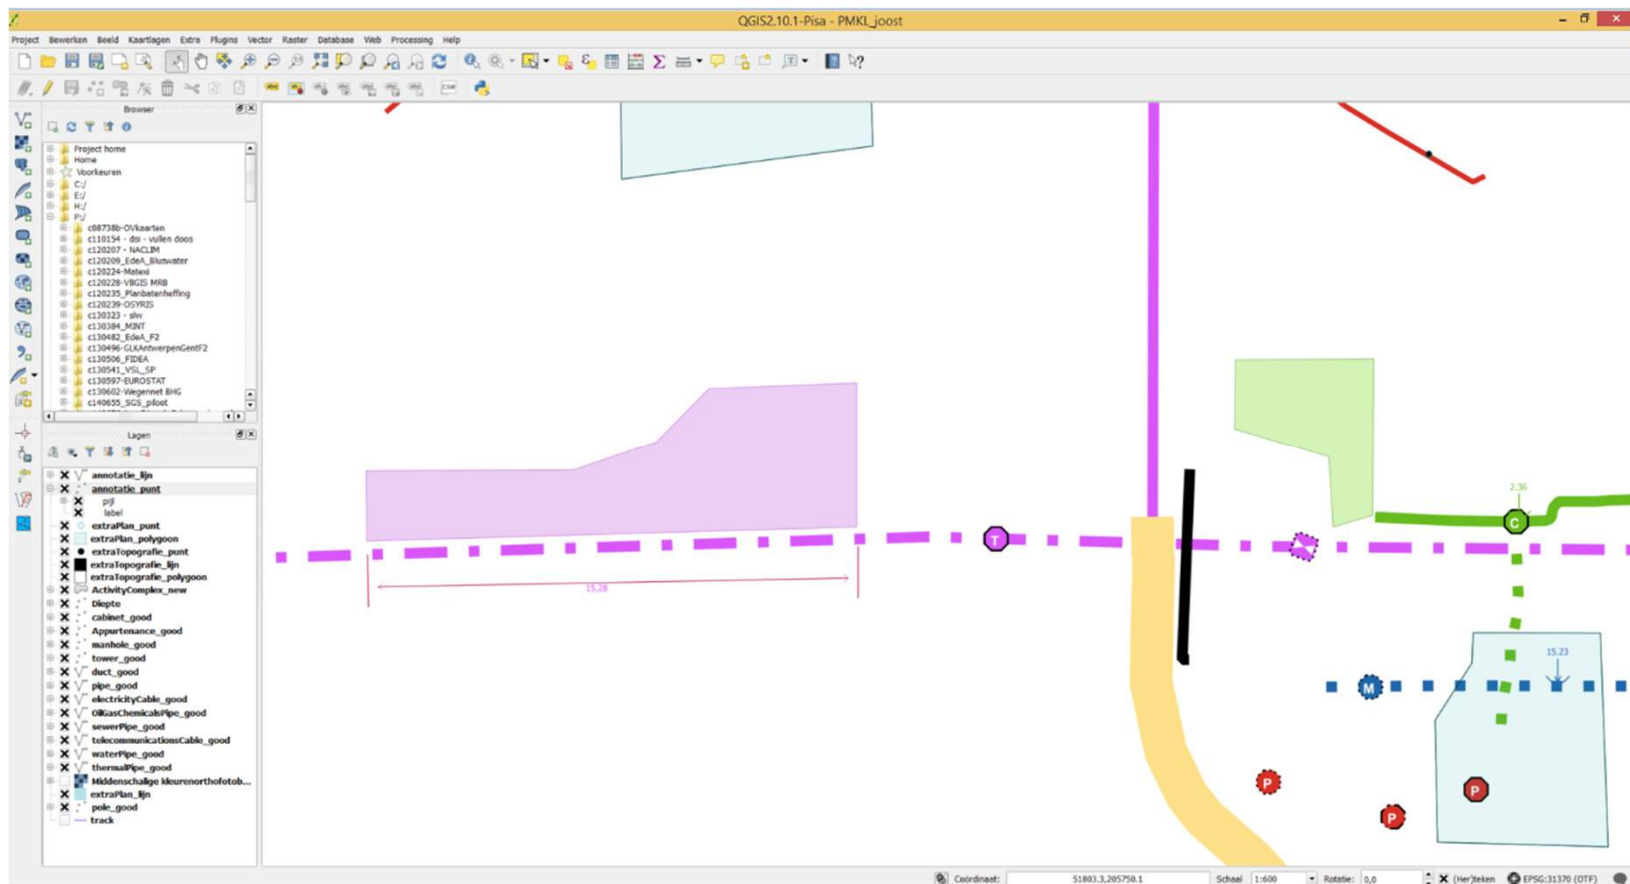 QGIS2.10.1-Pisa - PMKL_joost
Project Bewerken Beeld Kaartlagen Extra Plugins Vector Raster Database Web Processing Help
Browser
Project home
Home
Voorkeuren
C:/
E:/
H:/
P:/
c08738b-OVkaarten
c110154 - dsi - vullen doos
c120207 - NACLIM
c120209_EdeA_Bluswater
c120224-Matexi
c120228-VBGIS MRB
c120235_Planbatenheffing
c120239-OSYRIS
c130323 - slw
c130384_MINT
c130482_EdeA_F2
c130496-GLKAntwerpenGentF2
c130506_FIDEA
c130541_VSL_SP
c130597-EUROSTAT
c130602-Wegennet BHG
c140655_SGS_piloot
Lagen
annotatie_lijn
annotatie_punt
pijl
label
extraPlan_punt
extraPlan_polygoon
extraTopografie_punt
extraTopografie_lijn
extraTopografie_polygoon
ActivityComplex_new
Diepte
cabinet_good
Appurtenance_good
manhole_good
tower_good
duct_good
pipe_good
electricityCable_good
OilGasChemicalsPipe_good
sewerPipe_good
telecommunicationsCable_good
waterPipe_good
thermalPipe_good
Middenschalige kleurenorthofotob...
extraPlan_lijn
pole_good
track
2.36
C
T
15,28
15.23
M
P
P
P
Coördinaat: 51803.3,205750.1 Schaal 1:600 Rotatie: 0,0 (Her)teken EPSG:31370 (OTF)